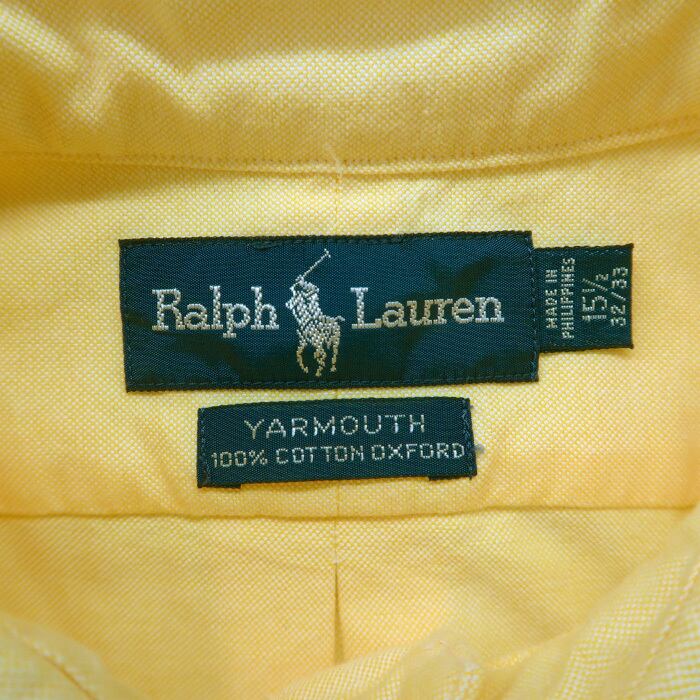 Ralph Lauren
MADE IN
PHILIPPINES
15½
32/33
YARMOUTH
100% COTTON OXFORD